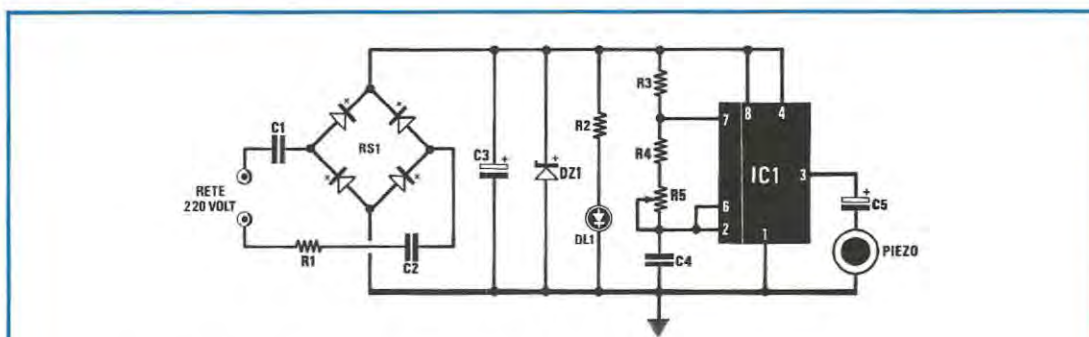 C1
RS1
RETE
220 VOLT
R1
C2
C3
+
DZ1
+
R2
DL1
R3
R4
R5
C4
7
8
4
IC1
3
6
2
1
+
C5
PIEZO